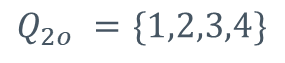 Q₂ₒ = {1,2,3,4}